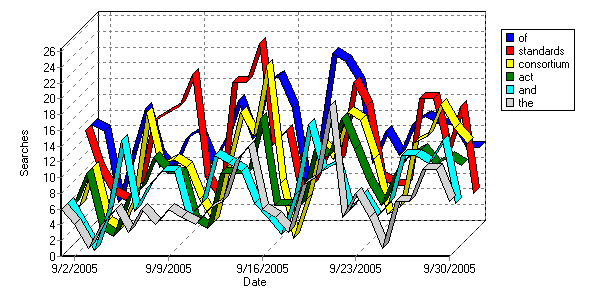 26
24
22
20
18
16
14
12
10
8
6
4
2
0
Searches
9/2/2005 9/9/2005 9/16/2005 9/23/2005 9/30/2005
Date
of
standards
consortium
act
and
the